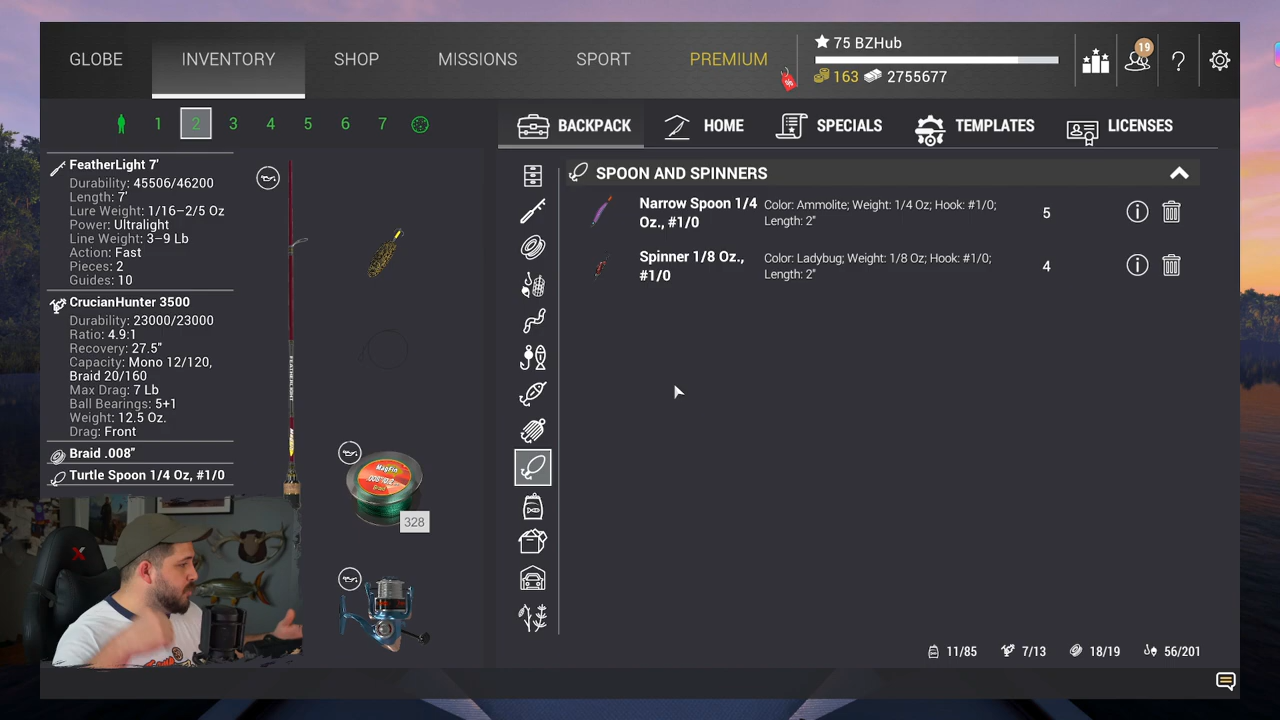 GLOBE
INVENTORY
SHOP
MISSIONS
SPORT
PREMIUM
%
75 BZHub
163
2755677
19
?
1
2
3
4
5
6
7
BACKPACK
HOME
SPECIALS
TEMPLATES
LICENSES
FeatherLight 7'
Durability: 45506/46200
Length: 7'
Lure Weight: 1/16–2/5 Oz
Power: Ultralight
Line Weight: 3–9 Lb
Action: Fast
Pieces: 2
Guides: 10
CrucianHunter 3500
Durability: 23000/23000
Ratio: 4.9:1
Recovery: 27.5"
Capacity: Mono 12/120,
Braid 20/160
Max Drag: 7 Lb
Ball Bearings: 5+1
Weight: 12.5 Oz.
Drag: Front
Braid .008"
Turtle Spoon 1/4 Oz, #1/0
FEATHERLIGHT
MagFin
328
SPOON AND SPINNERS
Narrow Spoon 1/4
Oz., #1/0
Color: Ammolite; Weight: 1/4 Oz; Hook: #1/0;
Length: 2"
5
Spinner 1/8 Oz.,
#1/0
Color: Ladybug; Weight: 1/8 Oz; Hook: #1/0;
Length: 2"
4
11/85
7/13
18/19
56/201
X